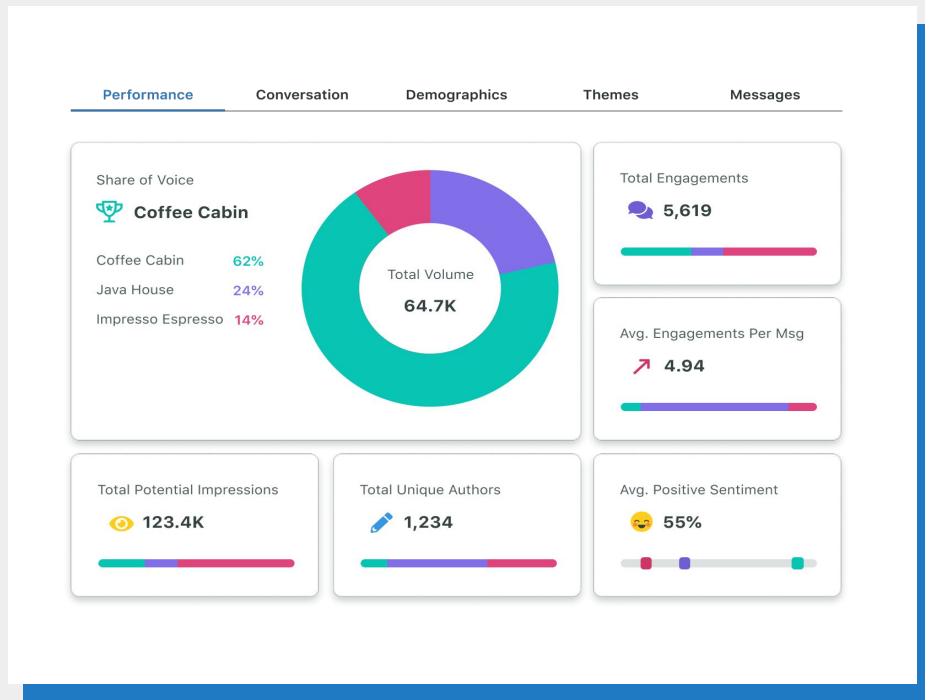 Performance
Conversation
Demographics
Themes
Messages
Share of Voice
Coffee Cabin
Coffee Cabin 62%
Java House 24%
Impresso Espresso 14%
Total Volume
64.7K
Total Engagements
5,619
Avg. Engagements Per Msg
4.94
Total Potential Impressions
123.4K
Total Unique Authors
1,234
Avg. Positive Sentiment
55%